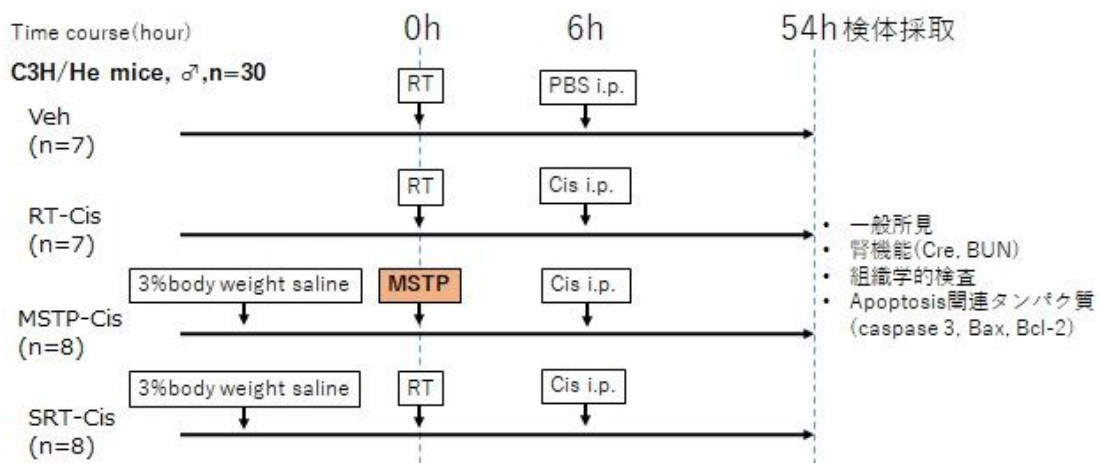 Time course(hour)
0h
6h
54h 検体採取
C3H/He mice, ♂,n=30
RT
PBS i.p.
Veh
(n=7)
RT
Cis i.p.
RT-Cis
(n=7)
3%body weight saline
MSTP
Cis i.p.
MSTP-Cis
(n=8)
3%body weight saline
RT
Cis i.p.
SRT-Cis
(n=8)
• 一般所見
• 腎機能(Cre, BUN)
• 組織学的検査
• Apoptosis関連タンパク質
(caspase 3, Bax, Bcl-2)